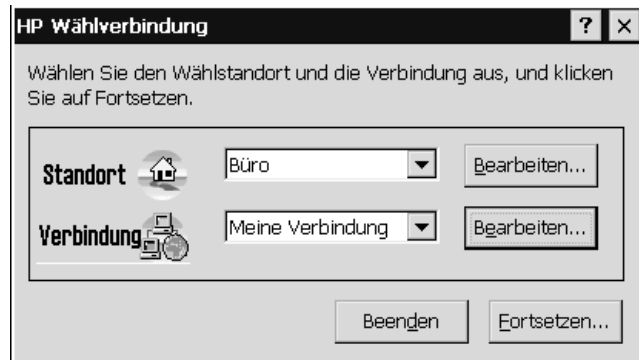 HP Wählverbindung ? ×
Wählen Sie den Wählstandort und die Verbindung aus, und klicken
Sie auf Fortsetzen.
Standort Büro Bearbeiten...
Verbindung Meine Verbindung Bearbeiten...
Beenden Fortsetzen...